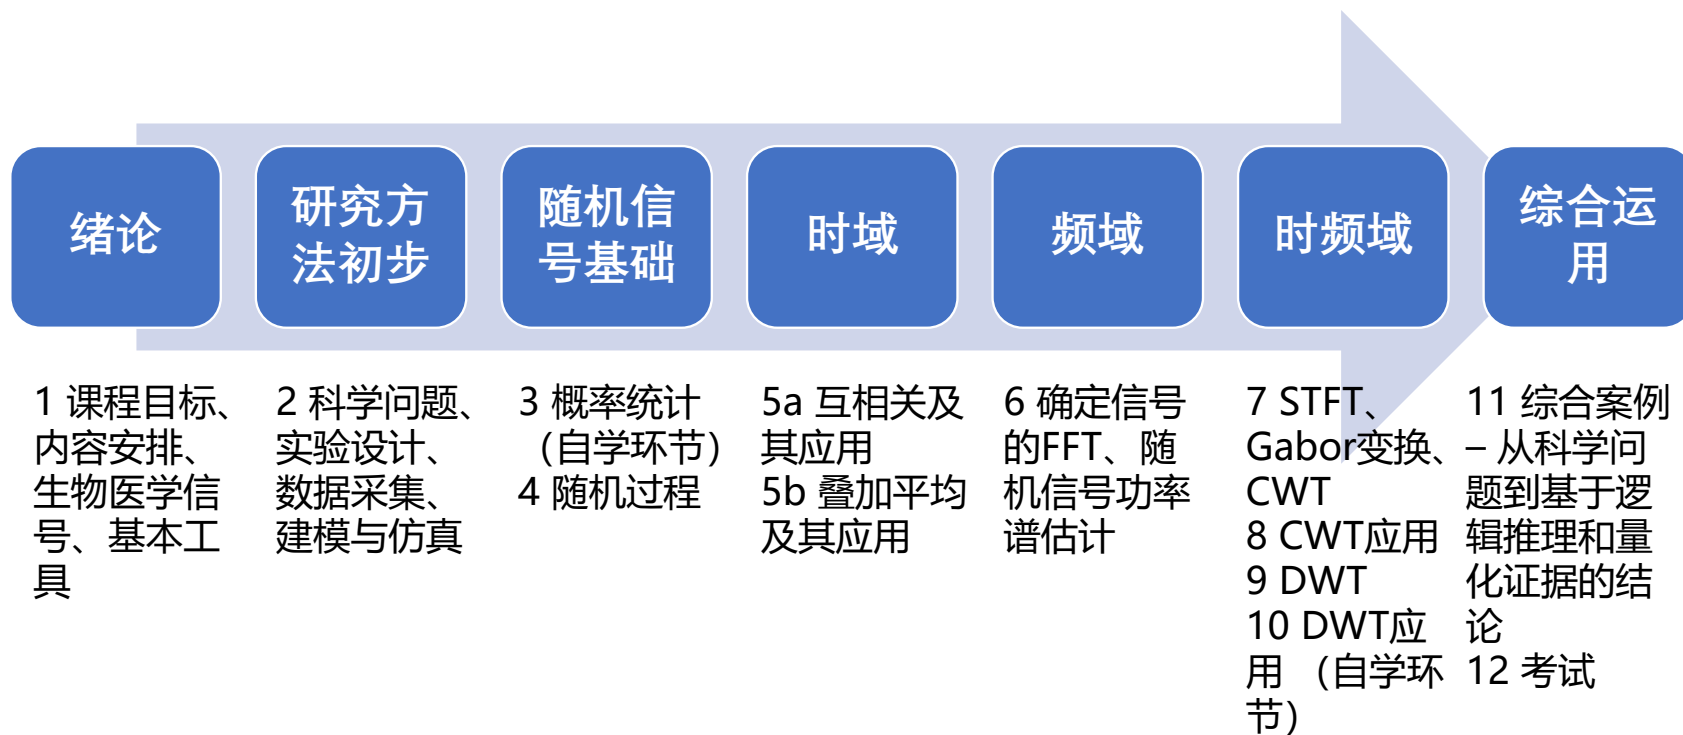 绪论
研究方
法初步
随机信
号基础
时域
频域
时频域
综合运
用
1 课程目标、
内容安排、
生物医学信
号、基本工
具
2 科学问题、
实验设计、
数据采集、
建模与仿真
3 概率统计
（自学环节）
4 随机过程
5a 互相关及
其应用
5b 叠加平均
及其应用
6 确定信号
的FFT、随
机信号功率
谱估计
7 STFT、
Gabor变换、
CWT
8 CWT应用
9 DWT
10 DWT应
用 （自学环
节）
11 综合案例
– 从科学问
题到基于逻
辑推理和量
化证据的结
论
12 考试